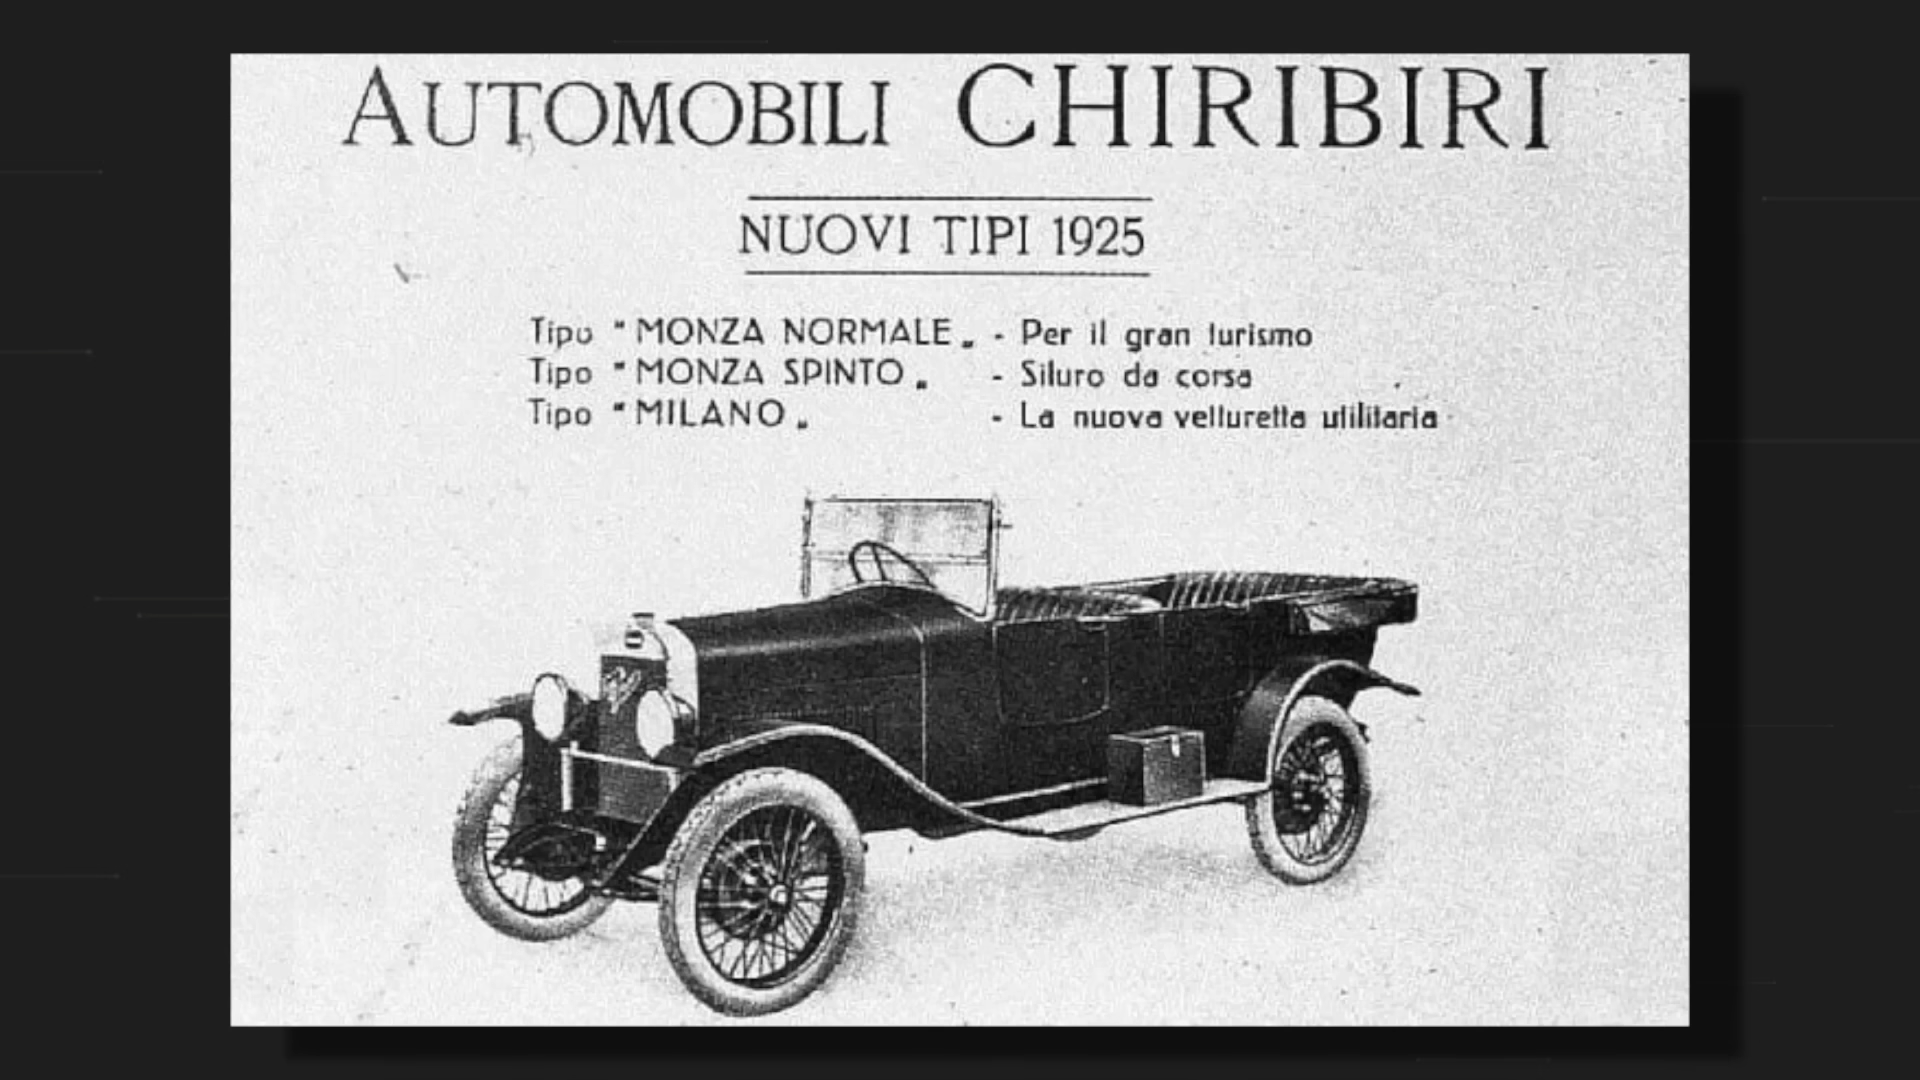 AUTOMOBILI CHIRIBIRI
NUOVI TIPI 1925
Tipo "MONZA NORMALE„ - Per il gran turismo
Tipo "MONZA SPINTO„ - Siluro da corsa
Tipo "MILANO„ - La nuova vetturetta utilitaria